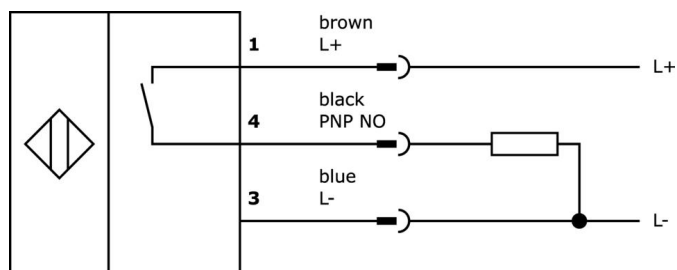 brown
1 L+
L+
black
4 PNP NO
blue
3 L-
L-